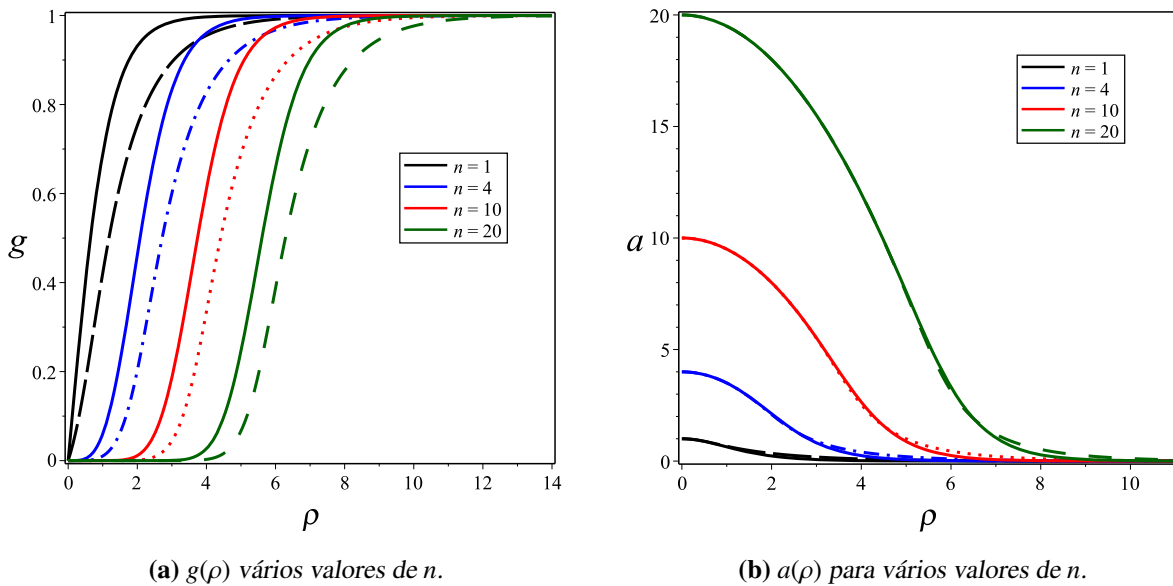 1
0.8
0.6
0.4
0.2
0
g
0 2 4 6 8 10 12 14
ρ
n = 1
n = 4
n = 10
n = 20
(a) g(ρ) vários valores de n.
20
15
10
5
0
a
0 2 4 6 8 10
ρ
n = 1
n = 4
n = 10
n = 20
(b) a(ρ) para vários valores de n.